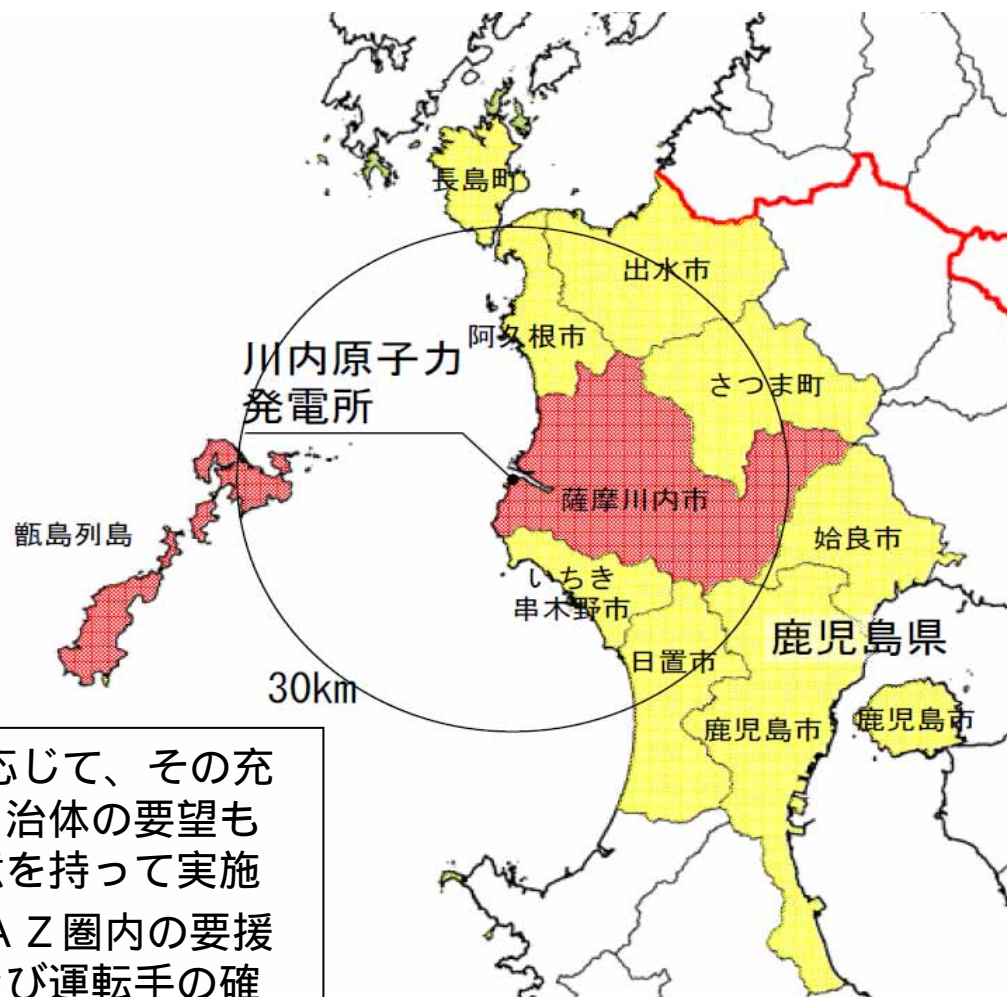 長島町
出水市
阿久根市
川内原子力
発電所
さつま町
薩摩川内市
甑島列島
姶良市
いちき
串木野市
鹿児島県
日置市
30km
鹿児島市
鹿児島市
応じて、その充
治体の要望も
を持って実施
ＡＺ圏内の要援
び運転手の確